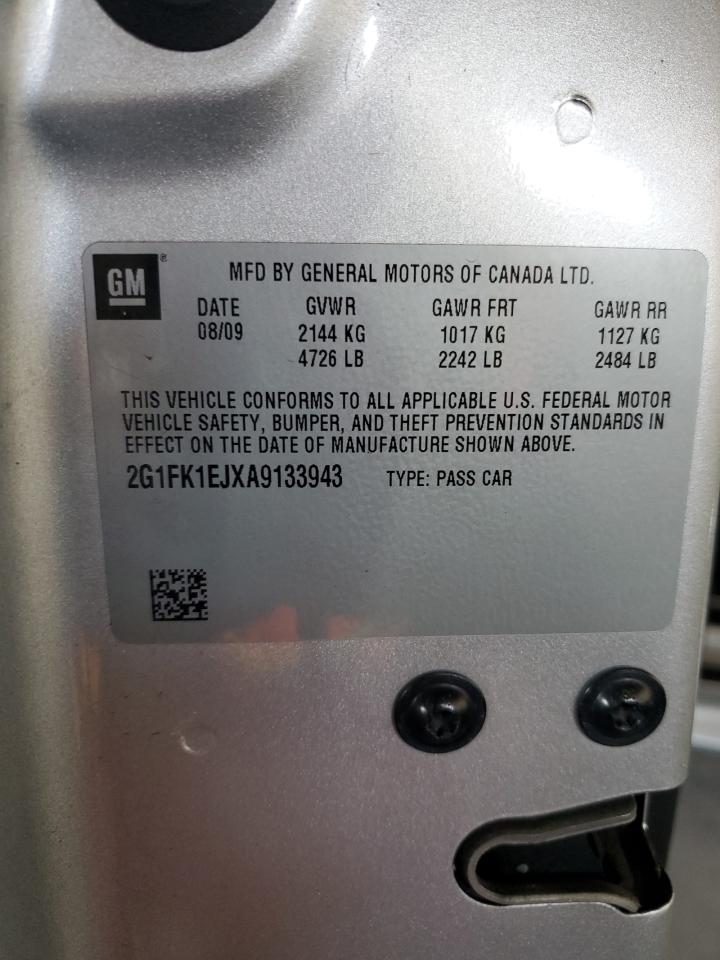 GM ®
MFD BY GENERAL MOTORS OF CANADA LTD.
DATE GVWR GAWR FRT GAWR RR
08/09 2144 KG 1017 KG 1127 KG
4726 LB 2242 LB 2484 LB
THIS VEHICLE CONFORMS TO ALL APPLICABLE U.S. FEDERAL MOTOR
VEHICLE SAFETY, BUMPER, AND THEFT PREVENTION STANDARDS IN
EFFECT ON THE DATE OF MANUFACTURE SHOWN ABOVE.
2G1FK1EJXA9133943 TYPE: PASS CAR